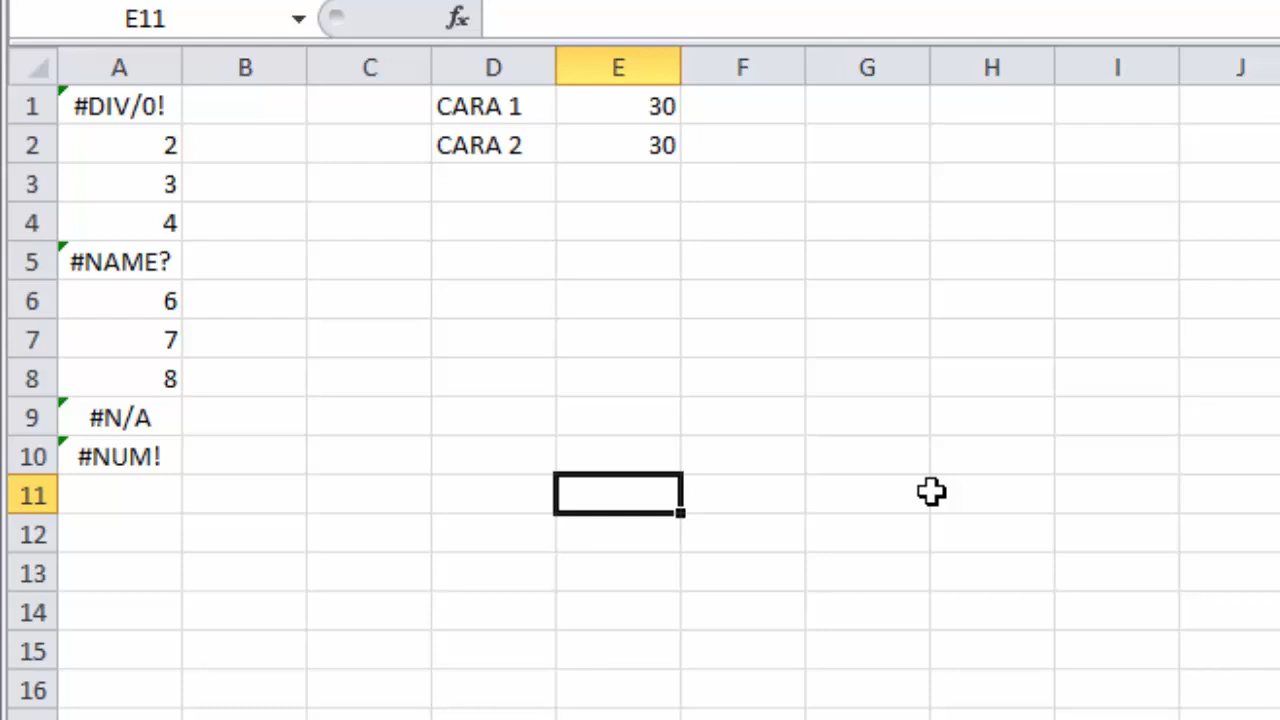 E11 fx
A B C D E F G H I J
1 #DIV/0! CARA 1 30
2 2 CARA 2 30
3 3
4 4
5 #NAME?
6 6
7 7
8 8
9 #N/A
10 #NUM!
11
12
13
14
15
16